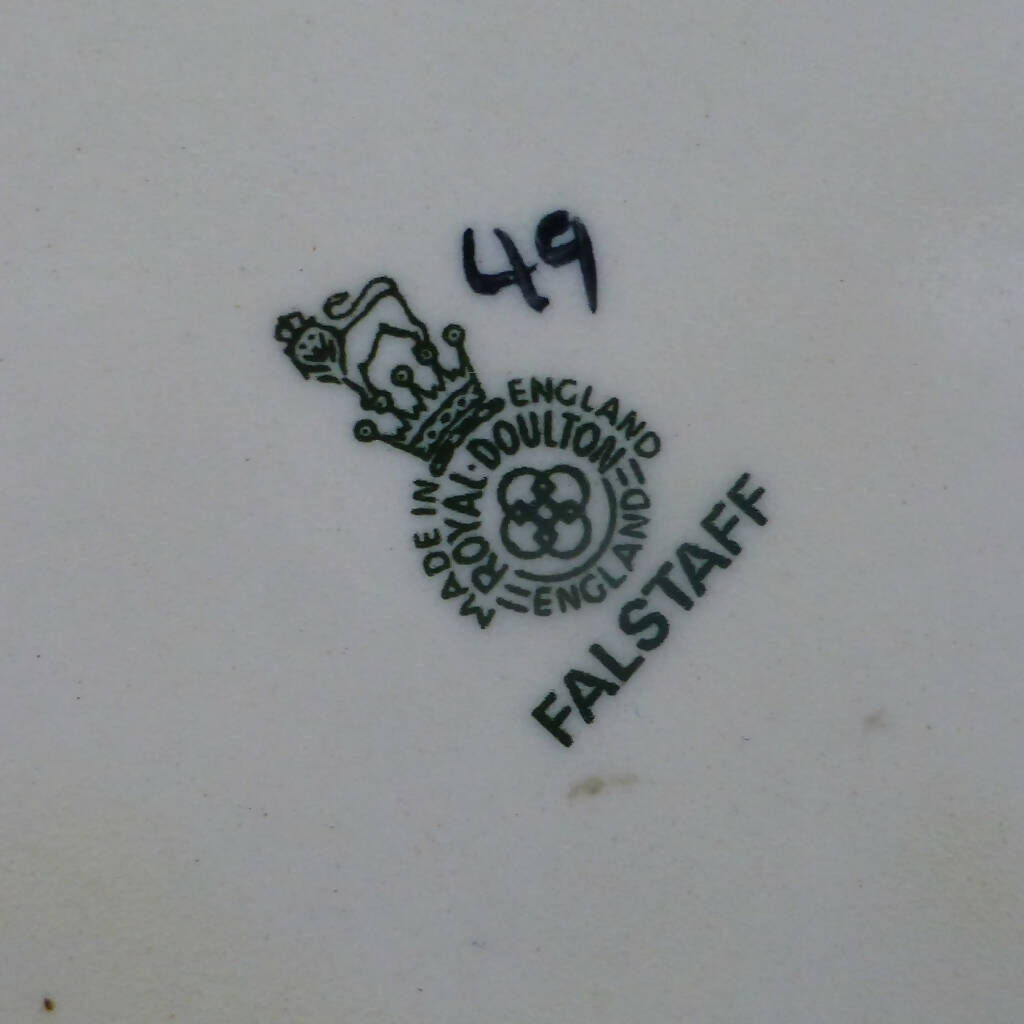 49
MADE IN ENGLAND
ROYAL·DOULTON
ENGLAND
FALSTAFF